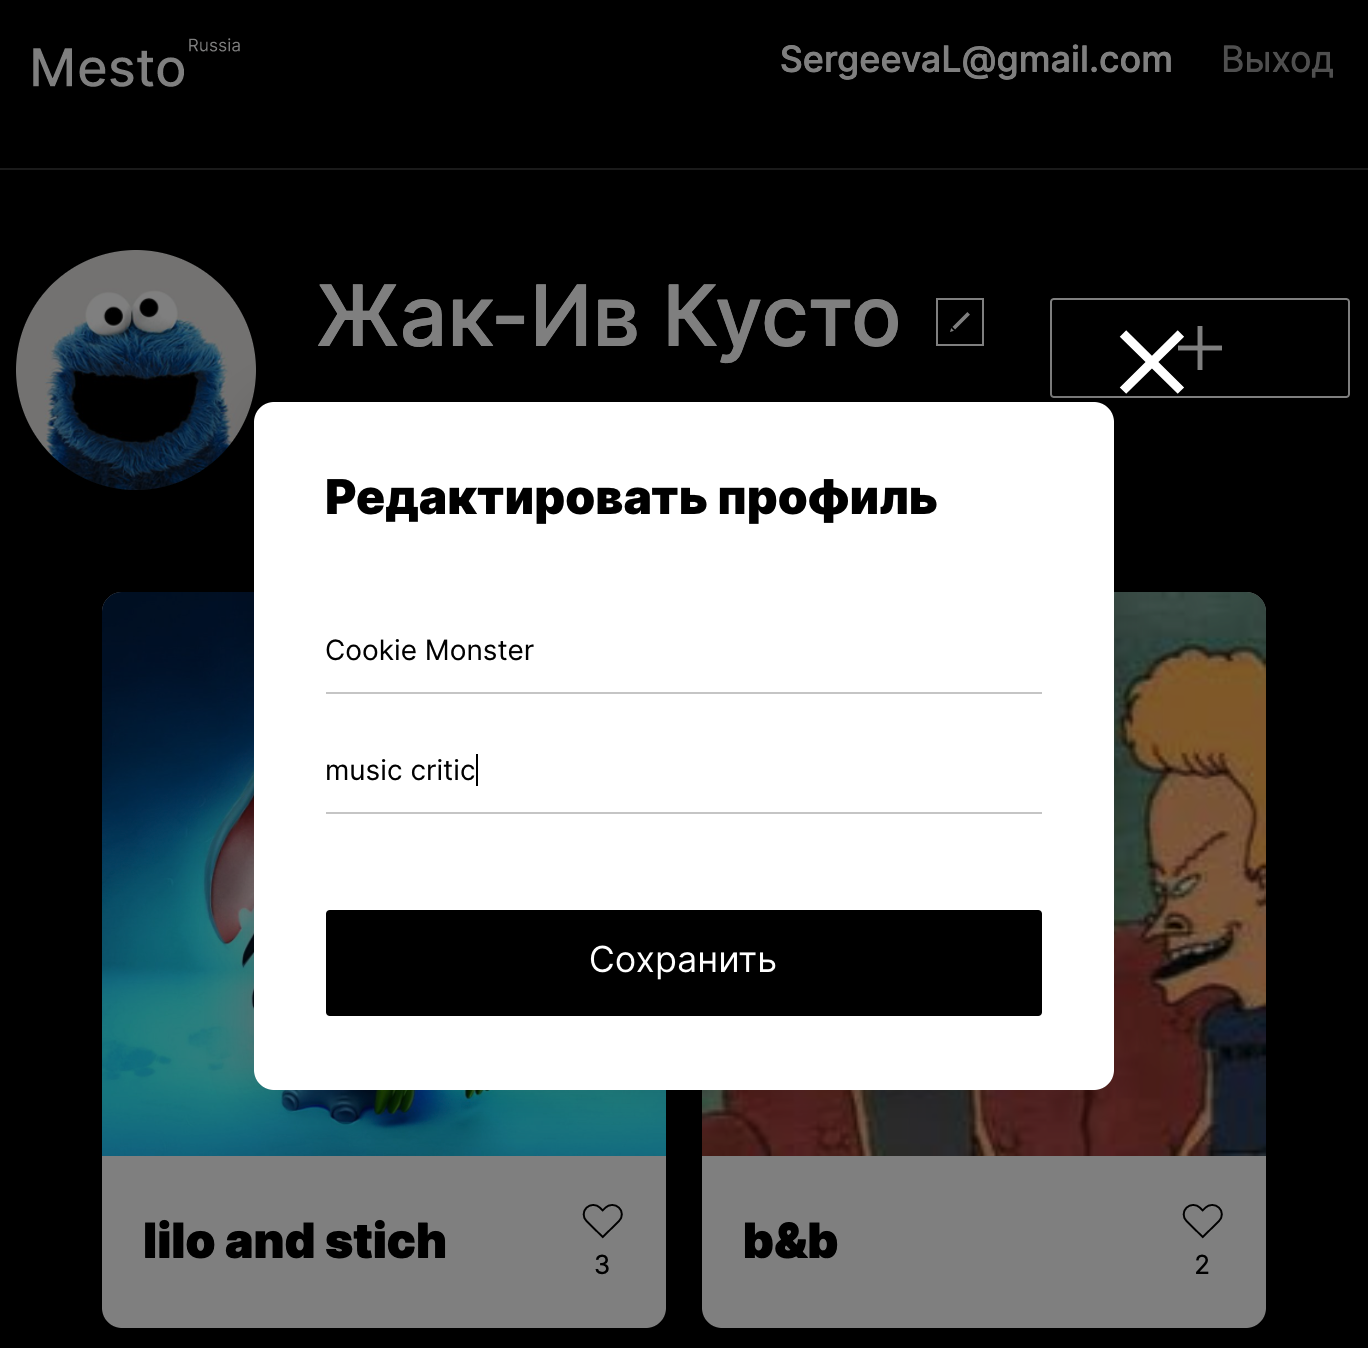 Mesto Russia
SergeevaL@gmail.com
Выход
Жак-Ив Кусто
Редактировать профиль
Cookie Monster
music critic
Сохранить
lilo and stich
3
b&b
2